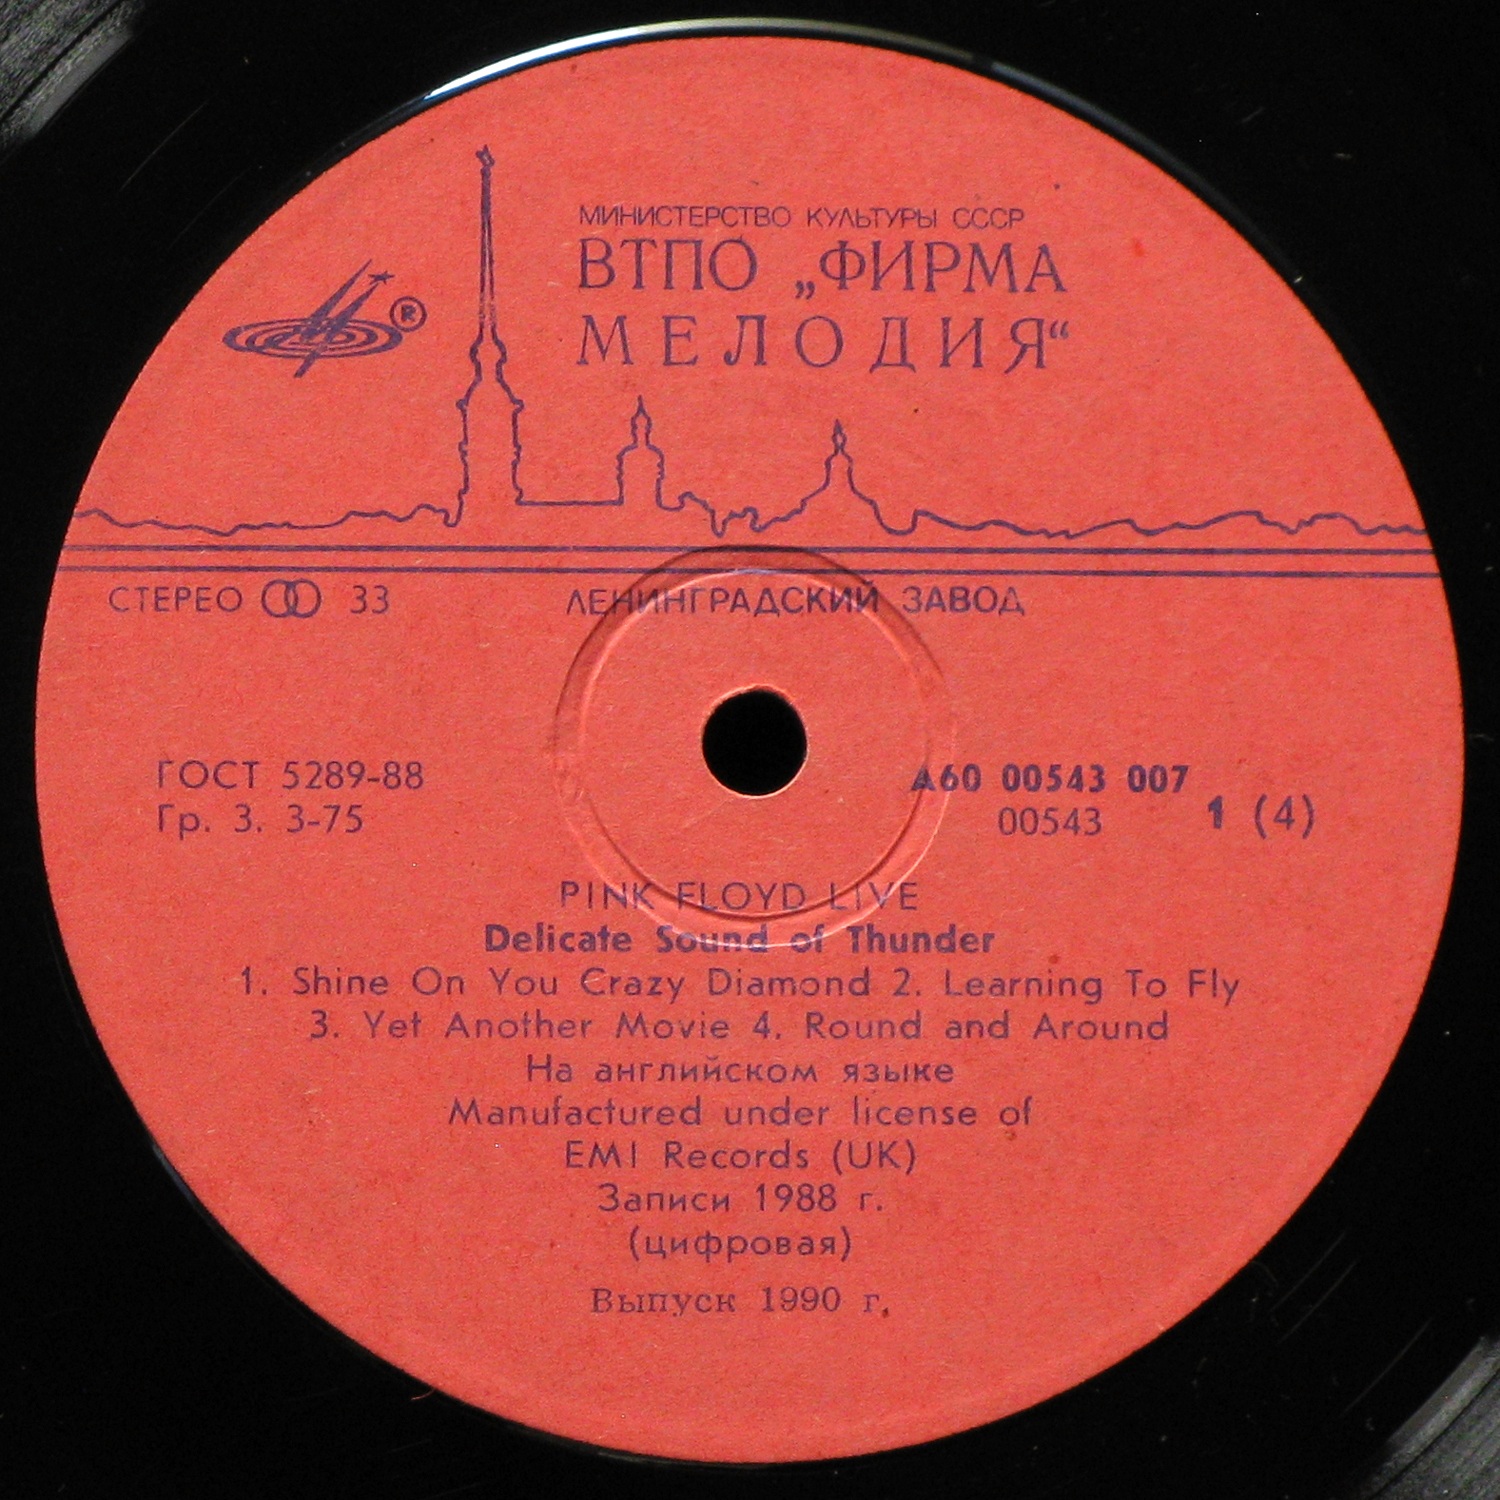 МИНИСТЕРСТВО КУЛЬТУРЫ СССР
ВТПО „ФИРМА
МЕЛОДИЯ“
®
СТЕРЕО 33
ЛЕНИНГРАДСКИЙ ЗАВОД
ГОСТ 5289-88
Гр. 3. 3-75
А60 00543 007
00543
1 (4)
PINK FLOYD LIVE
Delicate Sound of Thunder
1. Shine On You Crazy Diamond 2. Learning To Fly
3. Yet Another Movie 4. Round and Around
На английском языке
Manufactured under license of
EMI Records (UK)
Записи 1988 г.
(цифровая)
Выпуск 1990 г.